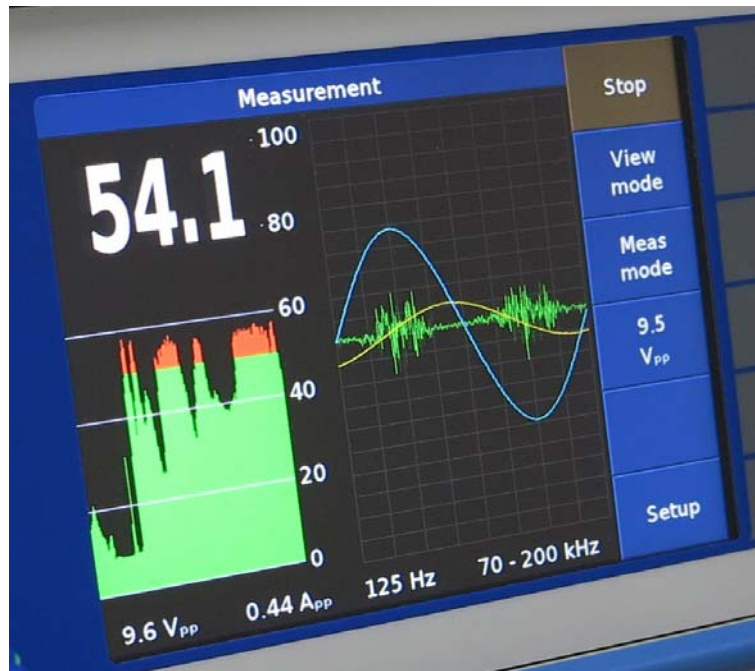 Measurement
54.1
100
80
60
40
20
0
9.6 Vpp
0.44 App
125 Hz
70 - 200 kHz
Stop
View
mode
Meas
mode
9.5
Vpp
Setup